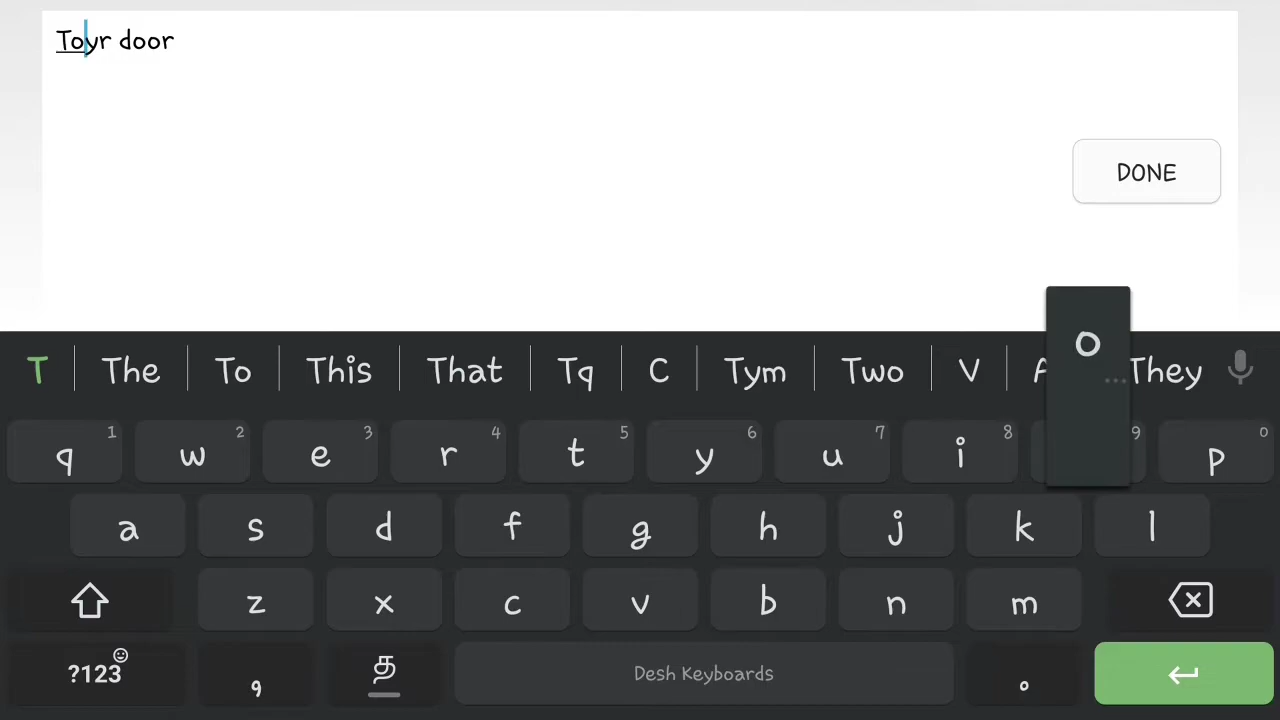 Toyr door
DONE
o
T The To This That Tq C Tym Two V They
q 1 w 2 e 3 r 4 t 5 y 6 u 7 i 8 9 p 0
a s d f g h j k l
z x c v b n m
?123 , த Desh Keyboards .